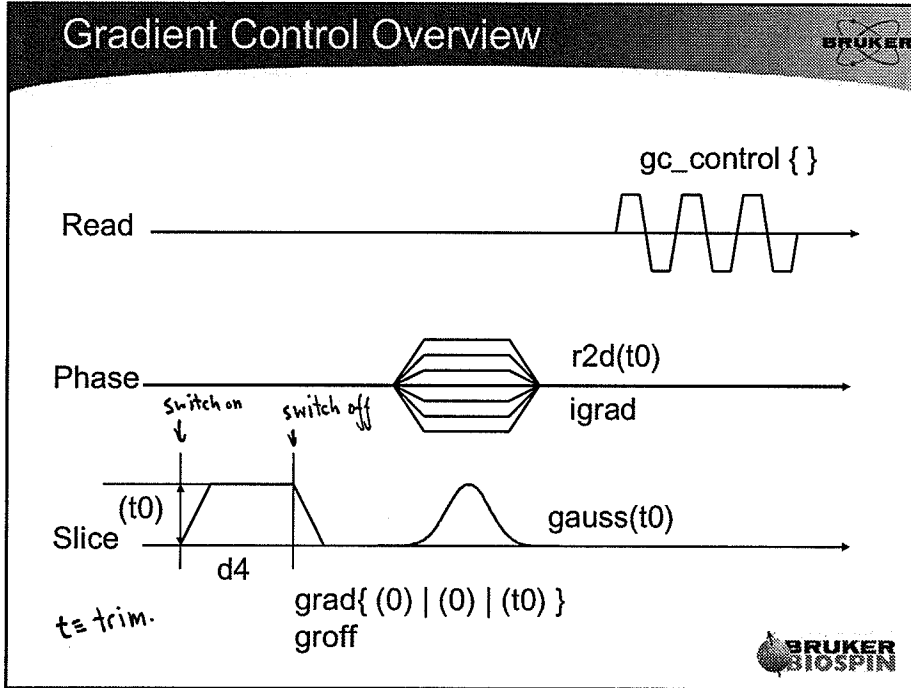 Gradient Control Overview
BRUKER
gc_control { }
Read
r2d(t0)
Phase
igrad
switch on
switch off
(t0)
gauss(t0)
Slice
d4
grad{ (0) | (0) | (t0) }
t≡trim.
groff
BRUKER
BIOSPIN